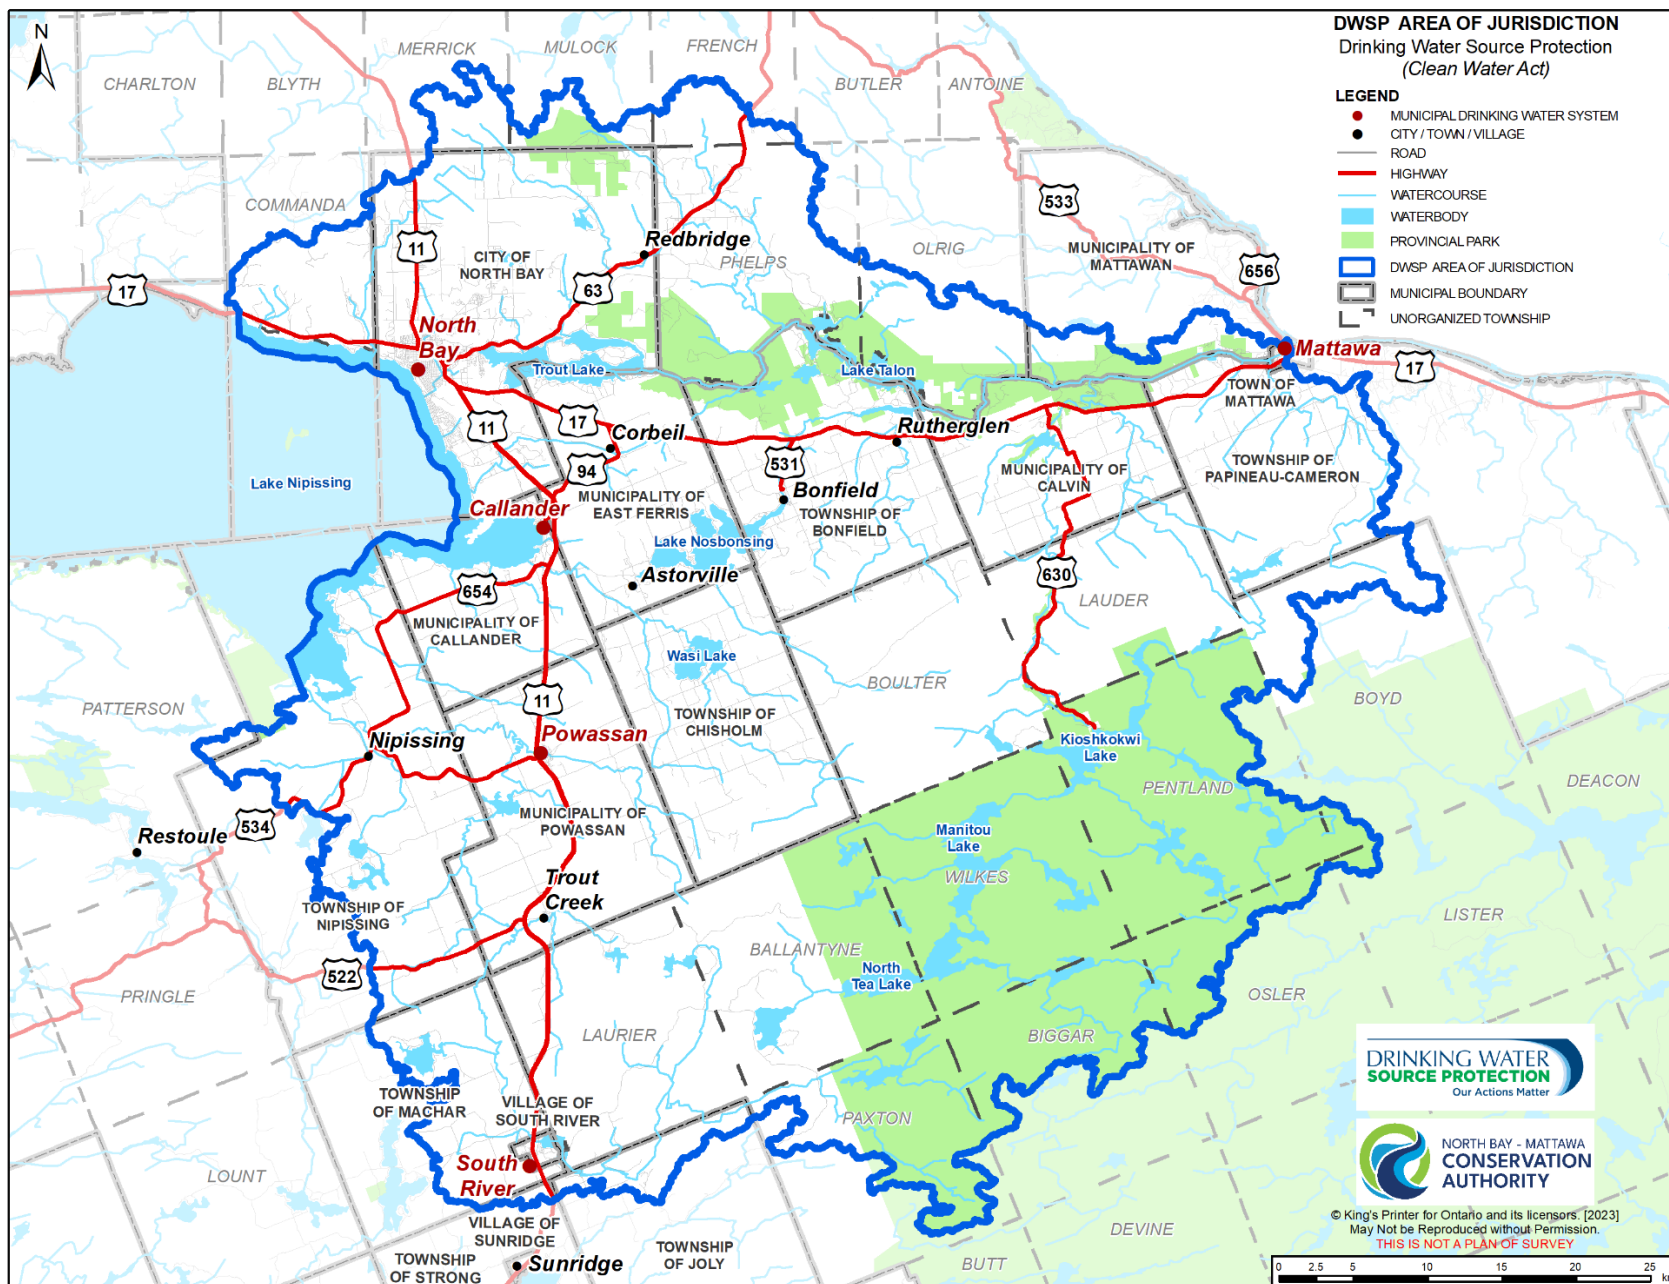 N
DWSP AREA OF JURISDICTION
Drinking Water Source Protection
(Clean Water Act)
LEGEND
MUNICIPAL DRINKING WATER SYSTEM
CITY / TOWN / VILLAGE
ROAD
HIGHWAY
WATERCOURSE
WATERBODY
PROVINCIAL PARK
DWSP AREA OF JURISDICTION
MUNICIPAL BOUNDARY
UNORGANIZED TOWNSHIP
MERRICK
MULOCK
FRENCH
CHARLTON
BLYTH
BUTLER
ANTOINE
COMMANDA
533
11
CITY OF
NORTH BAY
Redbridge
PHELPS
OLRIG
MUNICIPALITY OF
MATTAWAN
656
17
63
North
Bay
Mattawa
17
Trout Lake
Lake Talon
TOWN OF
MATTAWA
11
17
Corbeil
Rutherglen
94
531
Lake Nipissing
MUNICIPALITY OF
CALVIN
TOWNSHIP OF
PAPINEAU-CAMERON
Callander
MUNICIPALITY OF
EAST FERRIS
Bonfield
TOWNSHIP OF
BONFIELD
Lake Nosbonsing
654
Astorville
630
LAUDER
MUNICIPALITY OF
CALLANDER
Wasi Lake
BOULTER
BOYD
PATTERSON
11
TOWNSHIP OF
CHISHOLM
Nipissing
Powassan
Kioshkokwi
Lake
PENTLAND
DEACON
534
MUNICIPALITY OF
POWASSAN
Restoule
Manitou
Lake
WILKES
Trout
Creek
TOWNSHIP OF
NIPISSING
LISTER
BALLANTYNE
522
North
Tea Lake
PRINGLE
OSLER
LAURIER
BIGGAR
TOWNSHIP
OF MACHAR
VILLAGE OF
SOUTH RIVER
PAXTON
LOUNT
South
River
VILLAGE OF
SUNRIDGE
TOWNSHIP
OF STRONG
Sunridge
TOWNSHIP
OF JOLY
DEVINE
BUTT
DRINKING WATER
SOURCE PROTECTION
Our Actions Matter
NORTH BAY - MATTAWA
CONSERVATION
AUTHORITY
© King's Printer for Ontario and its licensors. [2023]
May Not be Reproduced without Permission.
THIS IS NOT A PLAN OF SURVEY
0 2.5 5 10 15 20 25